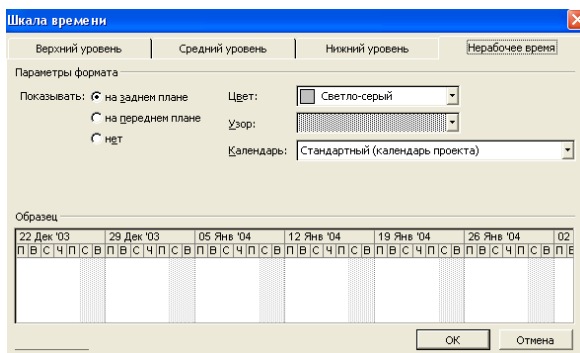 Шкала времени
Верхний уровень Средний уровень Нижний уровень Нерабочее время
Параметры формата
Показывать: на заднем плане Цвет: Светло-серый
на переднем плане Узор:
нет
Календарь: Стандартный (календарь проекта)
Образец
22 Дек '03 29 Дек '03 05 Янв '04 12 Янв '04 19 Янв '04 26 Янв '04 02
П В С Ч П С В П В С Ч П С В П В С Ч П С В П В С Ч П С В П В С Ч П С В П В С Ч П С В П В
ОК Отмена